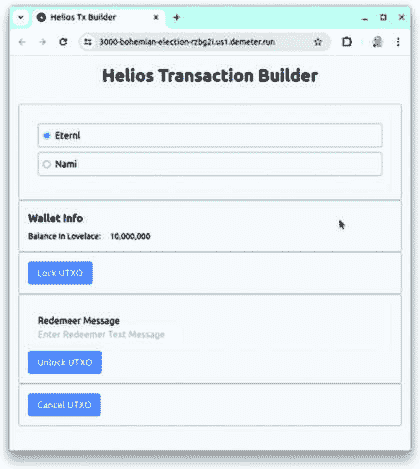 Helios Tx Builder
3000-bohemian-election-rzbg2i.us1.demeter.run
Helios Transaction Builder
Eternl
Nami
Wallet Info
Balance In Lovelace: 10,000,000
Lock UTXO
Redemeer Message
Enter Redeemer Text Message
Unlock UTXO
Cancel UTXO